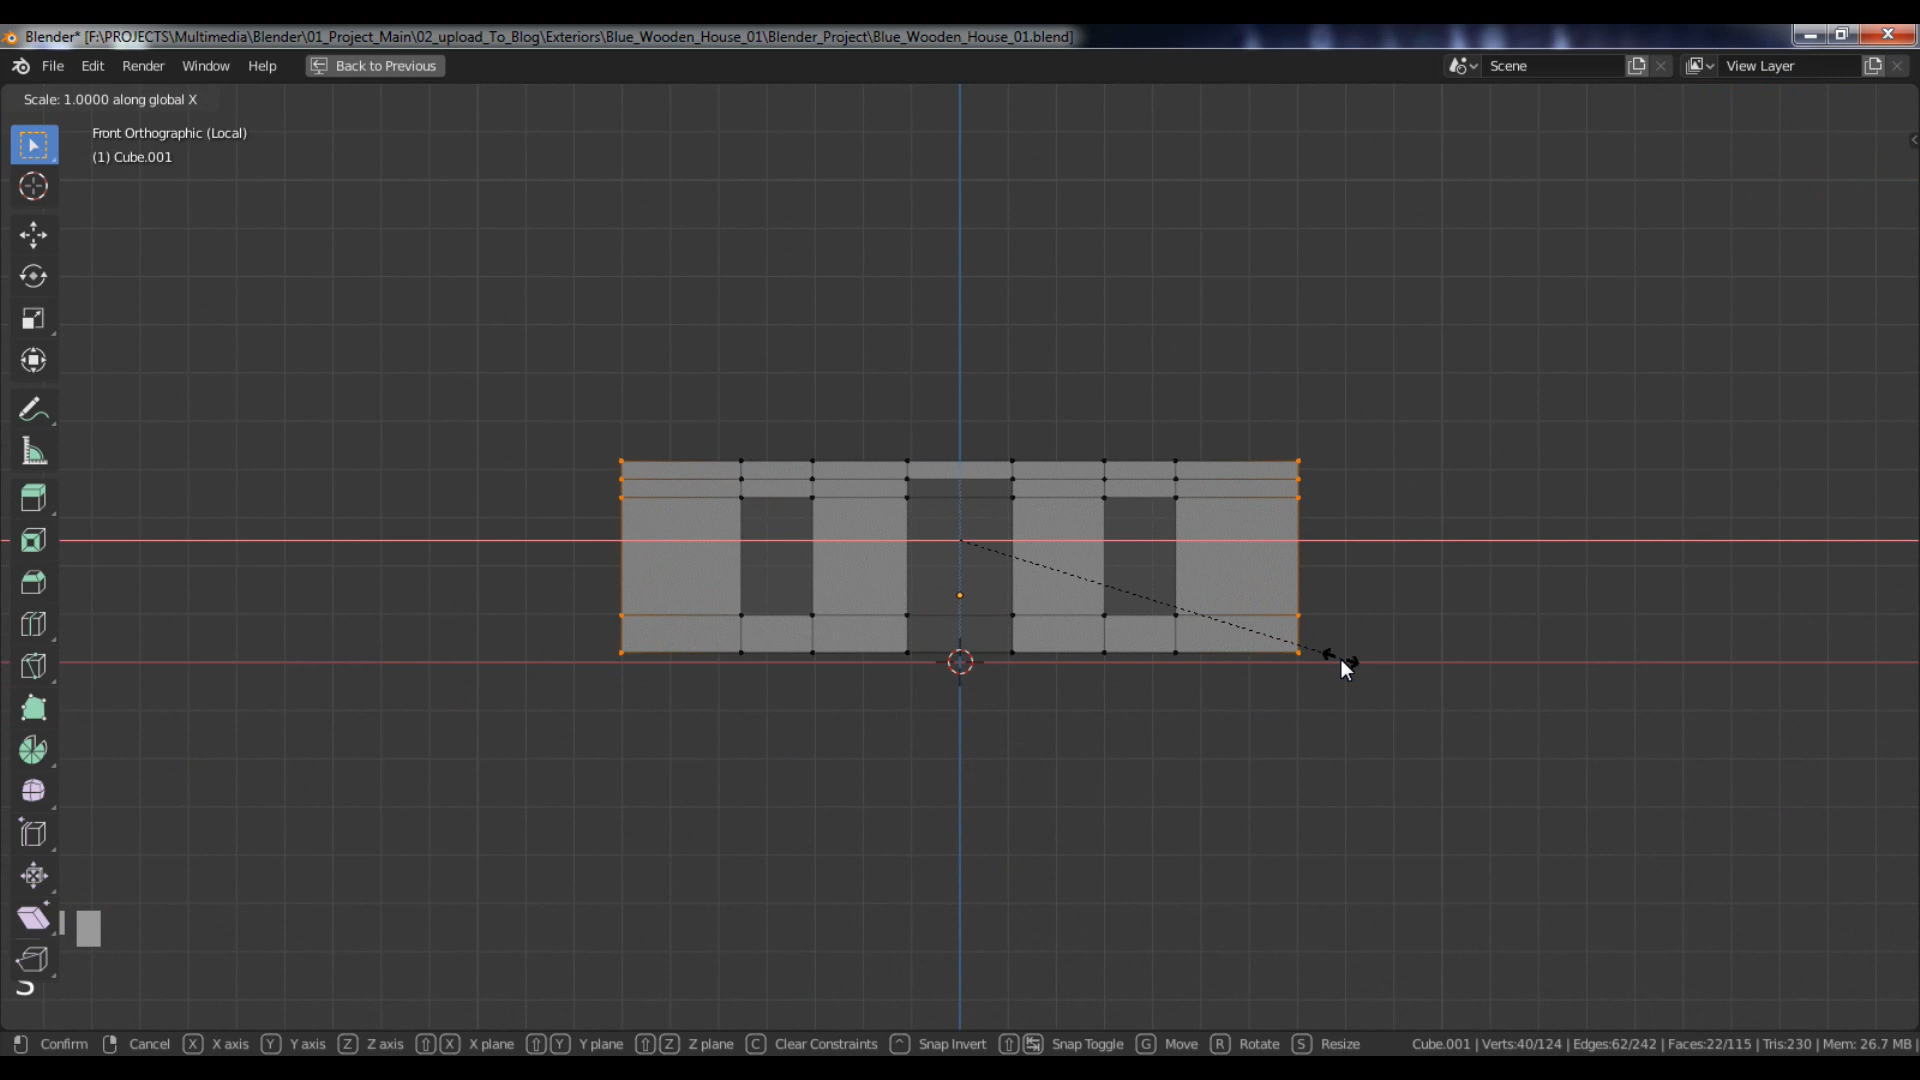 Blender* [F:\PROJECTS\Multimedia\Blender\01_Project_Main\02_upload_To_Blog\Exteriors\Blue_Wooden_House_01\Blender_Project\Blue_Wooden_House_01.blend]
File Edit Render Window Help Back to Previous Scene View Layer
Scale: 1.0000 along global X
Front Orthographic (Local)
(1) Cube.001
S
Confirm Cancel X X axis Y Y axis Z Z axis X X plane Y Y plane Z Z plane C Clear Constraints ^ Snap Invert Snap Toggle G Move R Rotate S Resize Cube.001 | Verts:40/124 | Edges:62/242 | Faces:22/115 | Tris:230 | Mem: 26.7 MB |